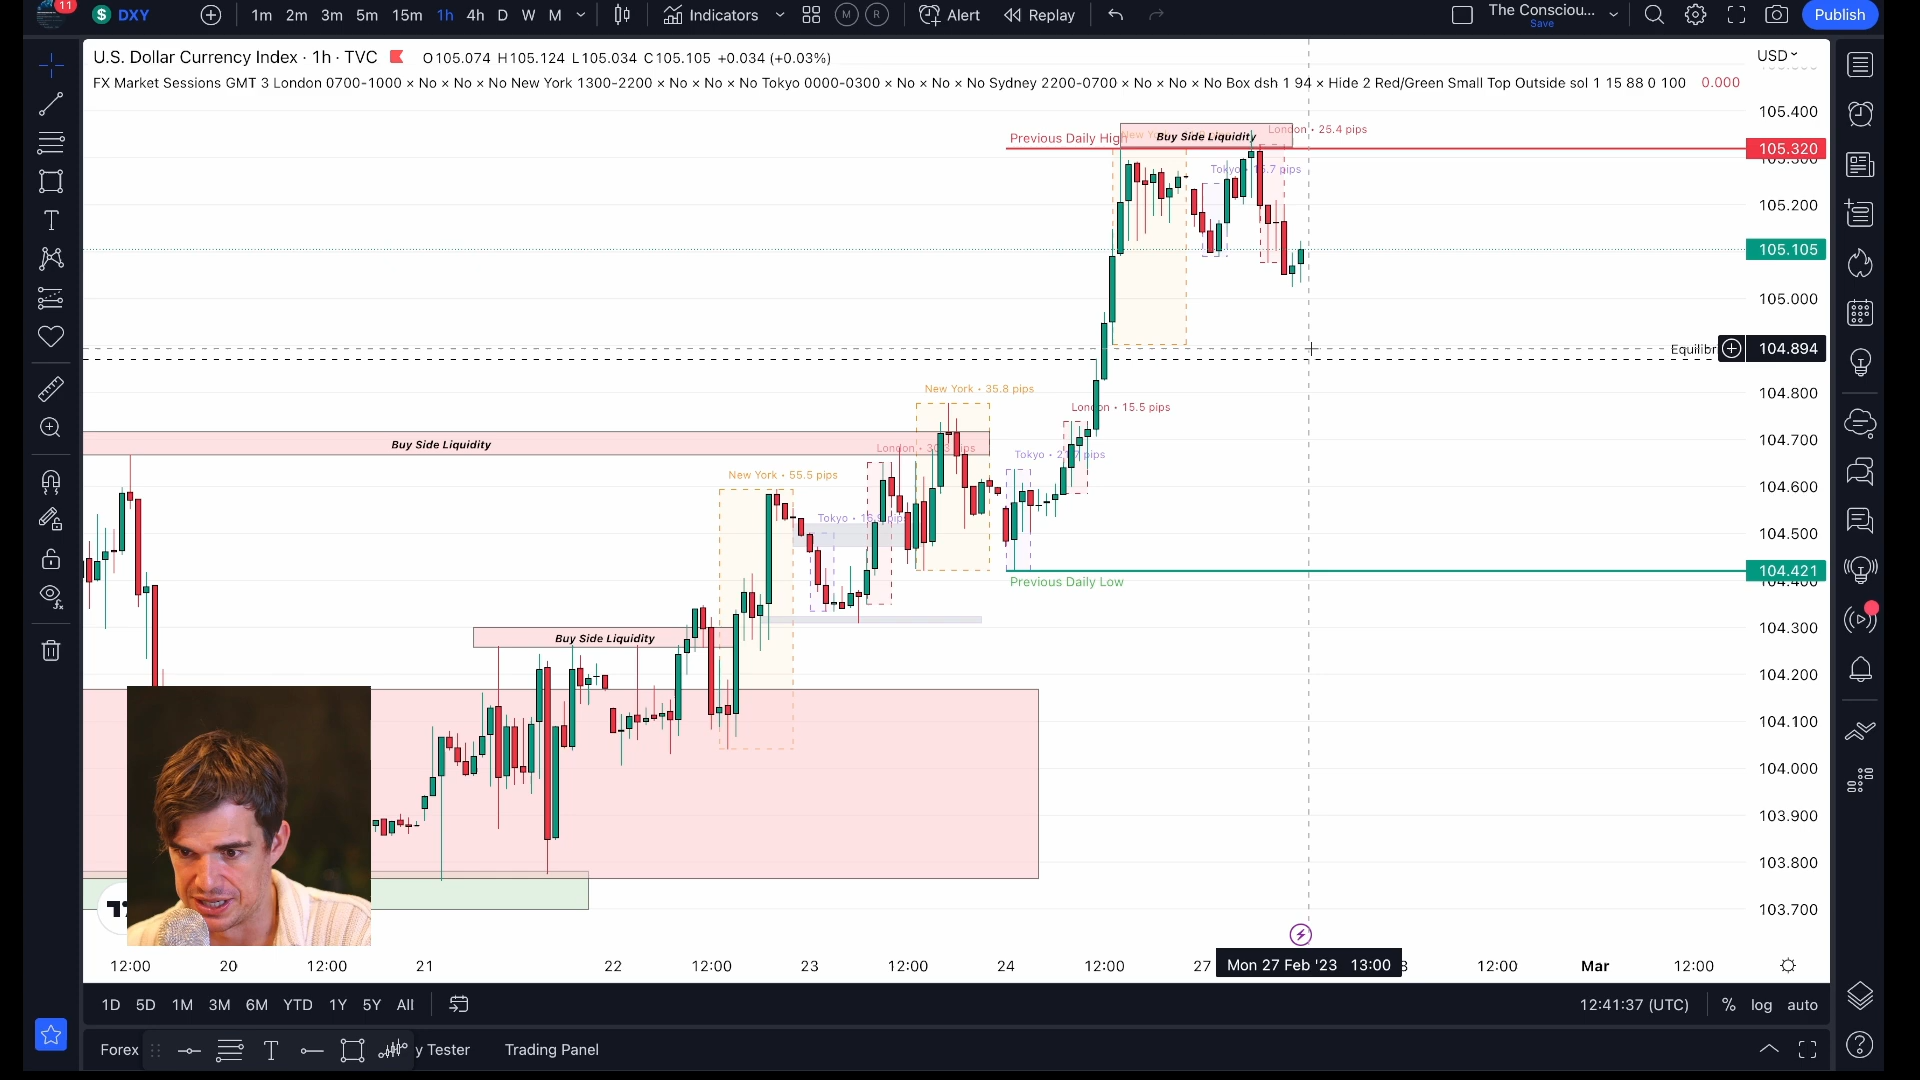 11
$ DXY
1m 2m 3m 5m 15m 1h 4h D W M
Indicators
M R
Alert
Replay
The Consciou...
Save
Publish
U.S. Dollar Currency Index · 1h · TVC
O105.074 H105.124 L105.034 C105.105 +0.034 (+0.03%)
USD
FX Market Sessions GMT 3 London 0700-1000 × No × No × No New York 1300-2200 × No × No × No Tokyo 0000-0300 × No × No × No Sydney 2200-0700 × No × No × No Box dsh 1 94 × Hide 2 Red/Green Small Top Outside sol 1 15 88 0 100 0.000
105.400
Previous Daily High
Buy Side Liquidity
London • 25.4 pips
105.320
105.200
105.105
105.000
Equilibr
104.894
104.800
New York • 35.8 pips
London • 15.5 pips
Buy Side Liquidity
104.700
New York • 55.5 pips
104.600
104.500
104.421
Previous Daily Low
104.300
Buy Side Liquidity
104.200
104.100
104.000
103.900
103.800
103.700
12:00 20 12:00 21 22 12:00 23 12:00 24 12:00 27 Mon 27 Feb '23 13:00 12:00 Mar 12:00
1D 5D 1M 3M 6M YTD 1Y 5Y All
12:41:37 (UTC) % log auto
Forex
y Tester
Trading Panel